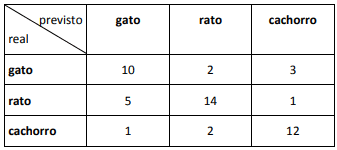 previsto
real
gato rato cachorro
gato 10 2 3
rato 5 14 1
cachorro 1 2 12